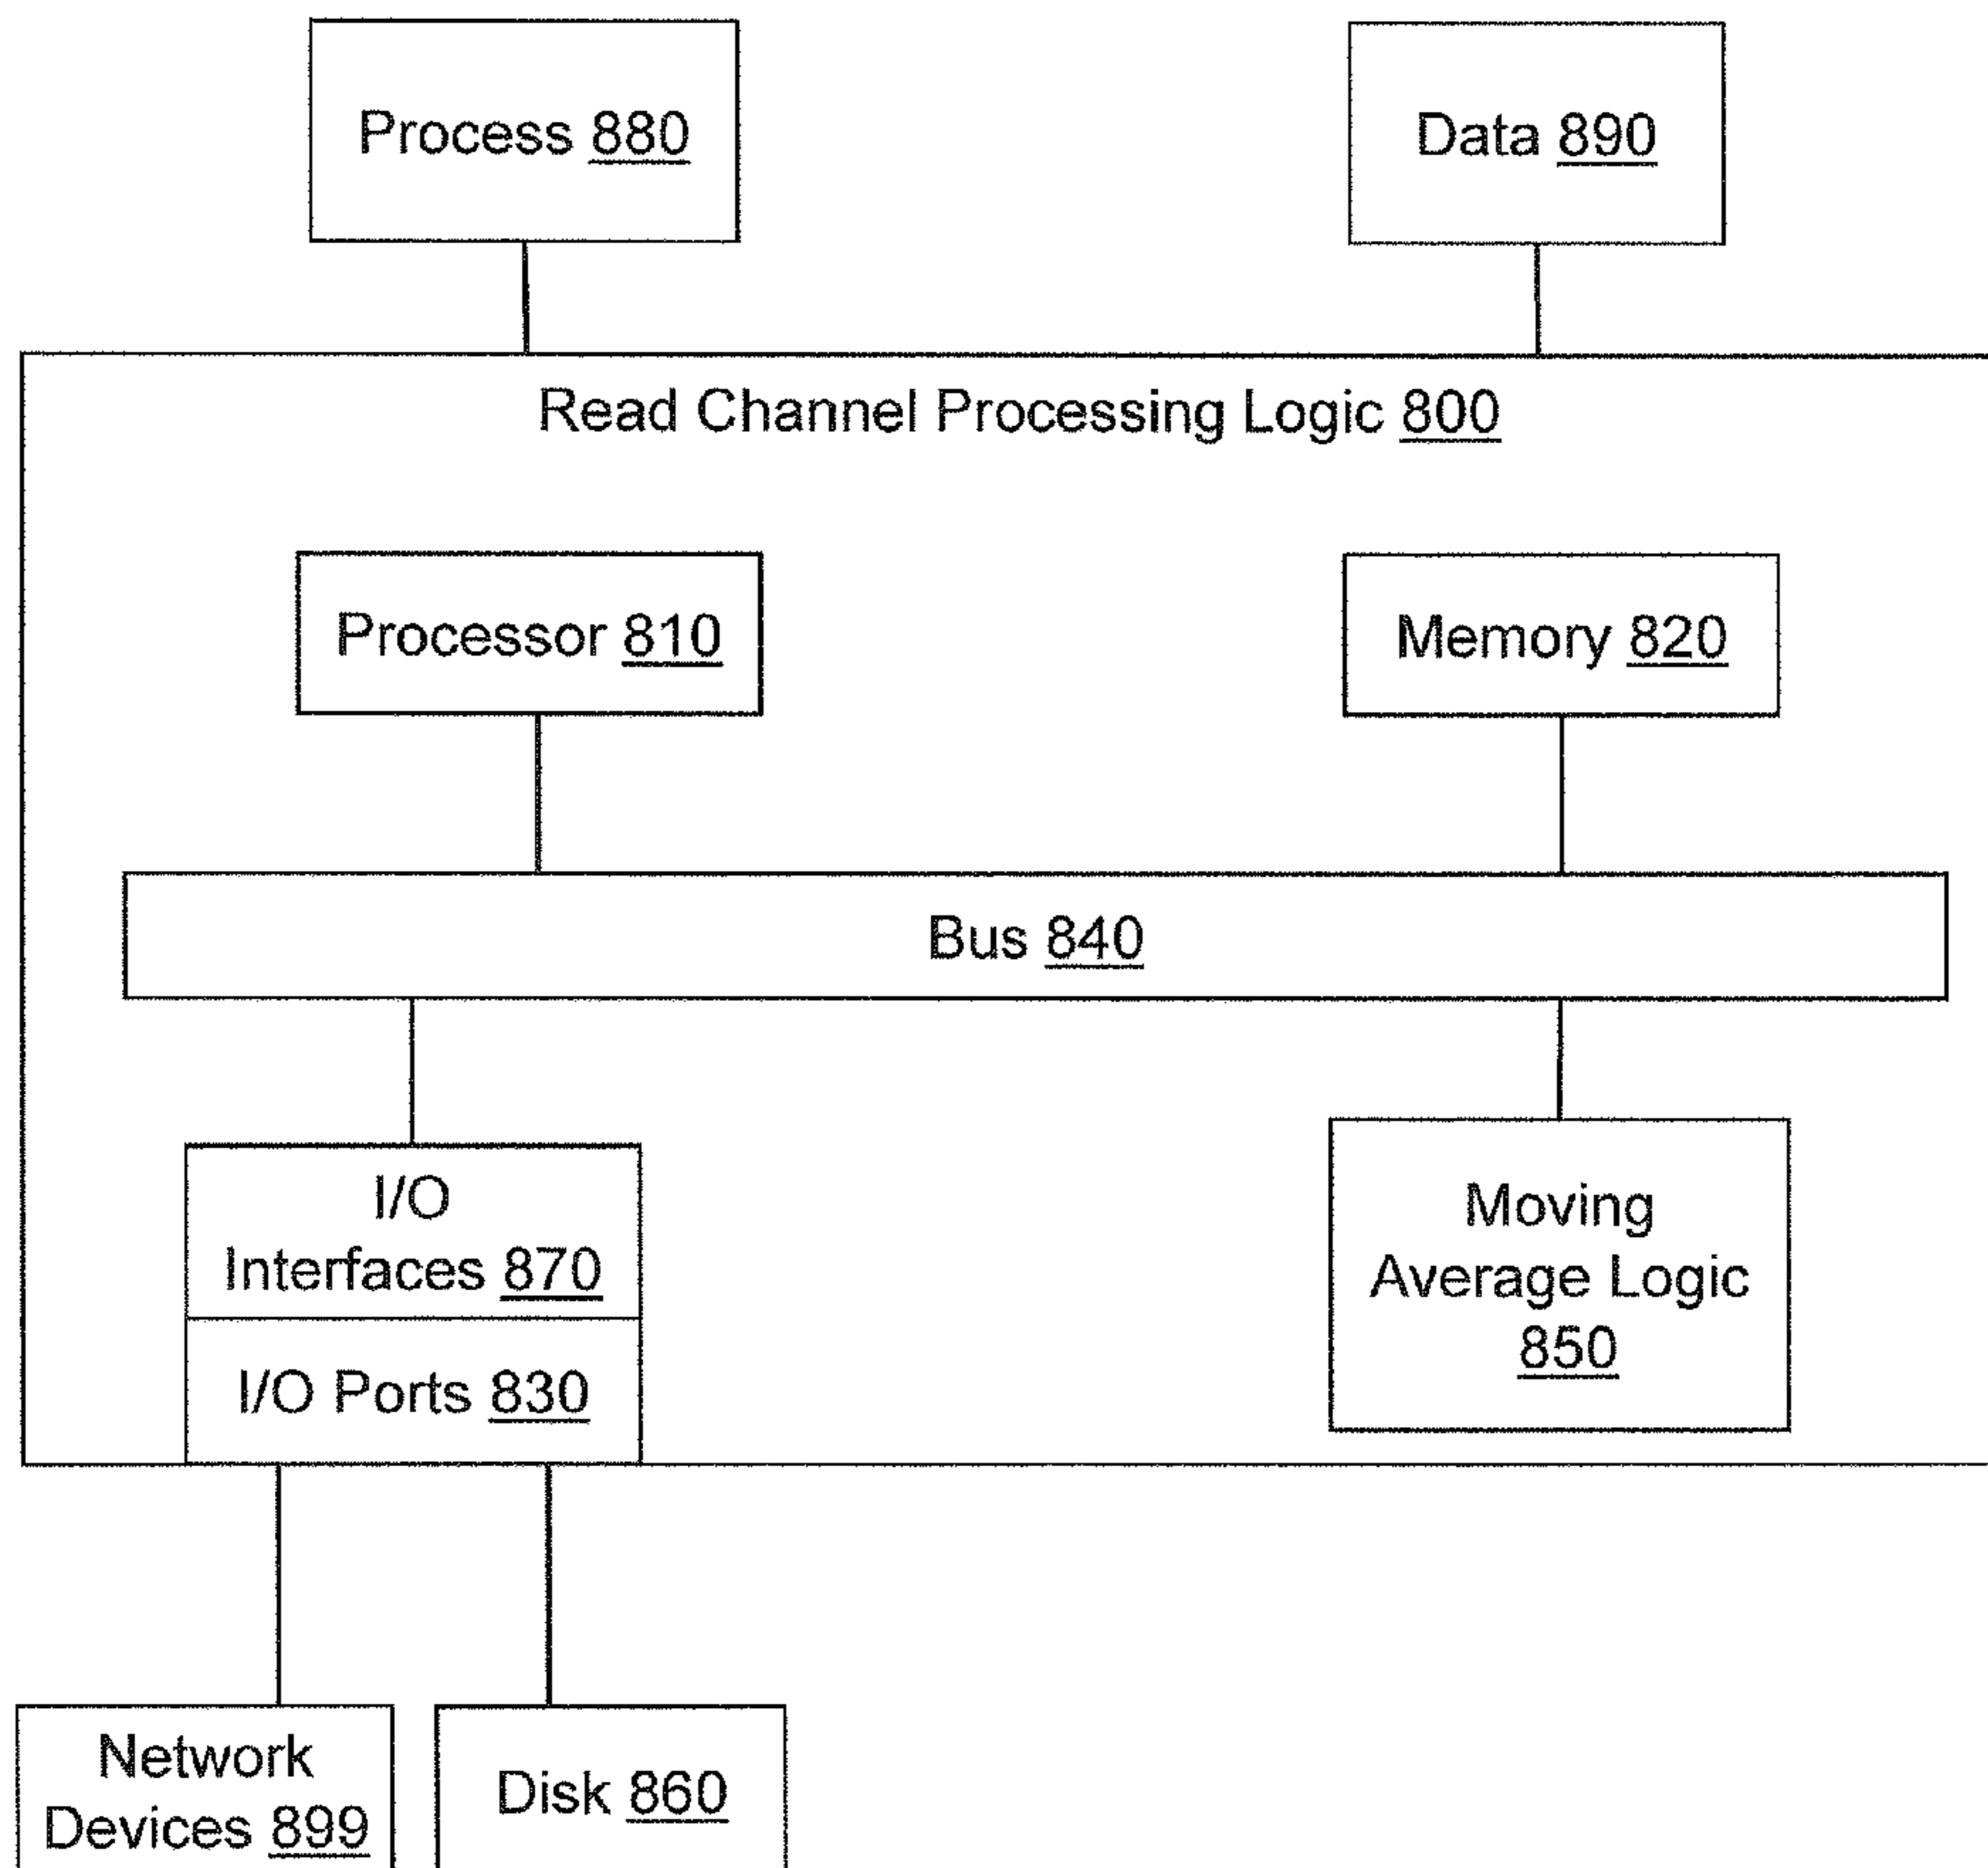 Process 880
Data 890
Read Channel Processing Logic 800
Processor 810
Memory 820
Bus 840
I/O
Interfaces 870
I/O Ports 830
Moving
Average Logic
850
Network
Devices 899
Disk 860